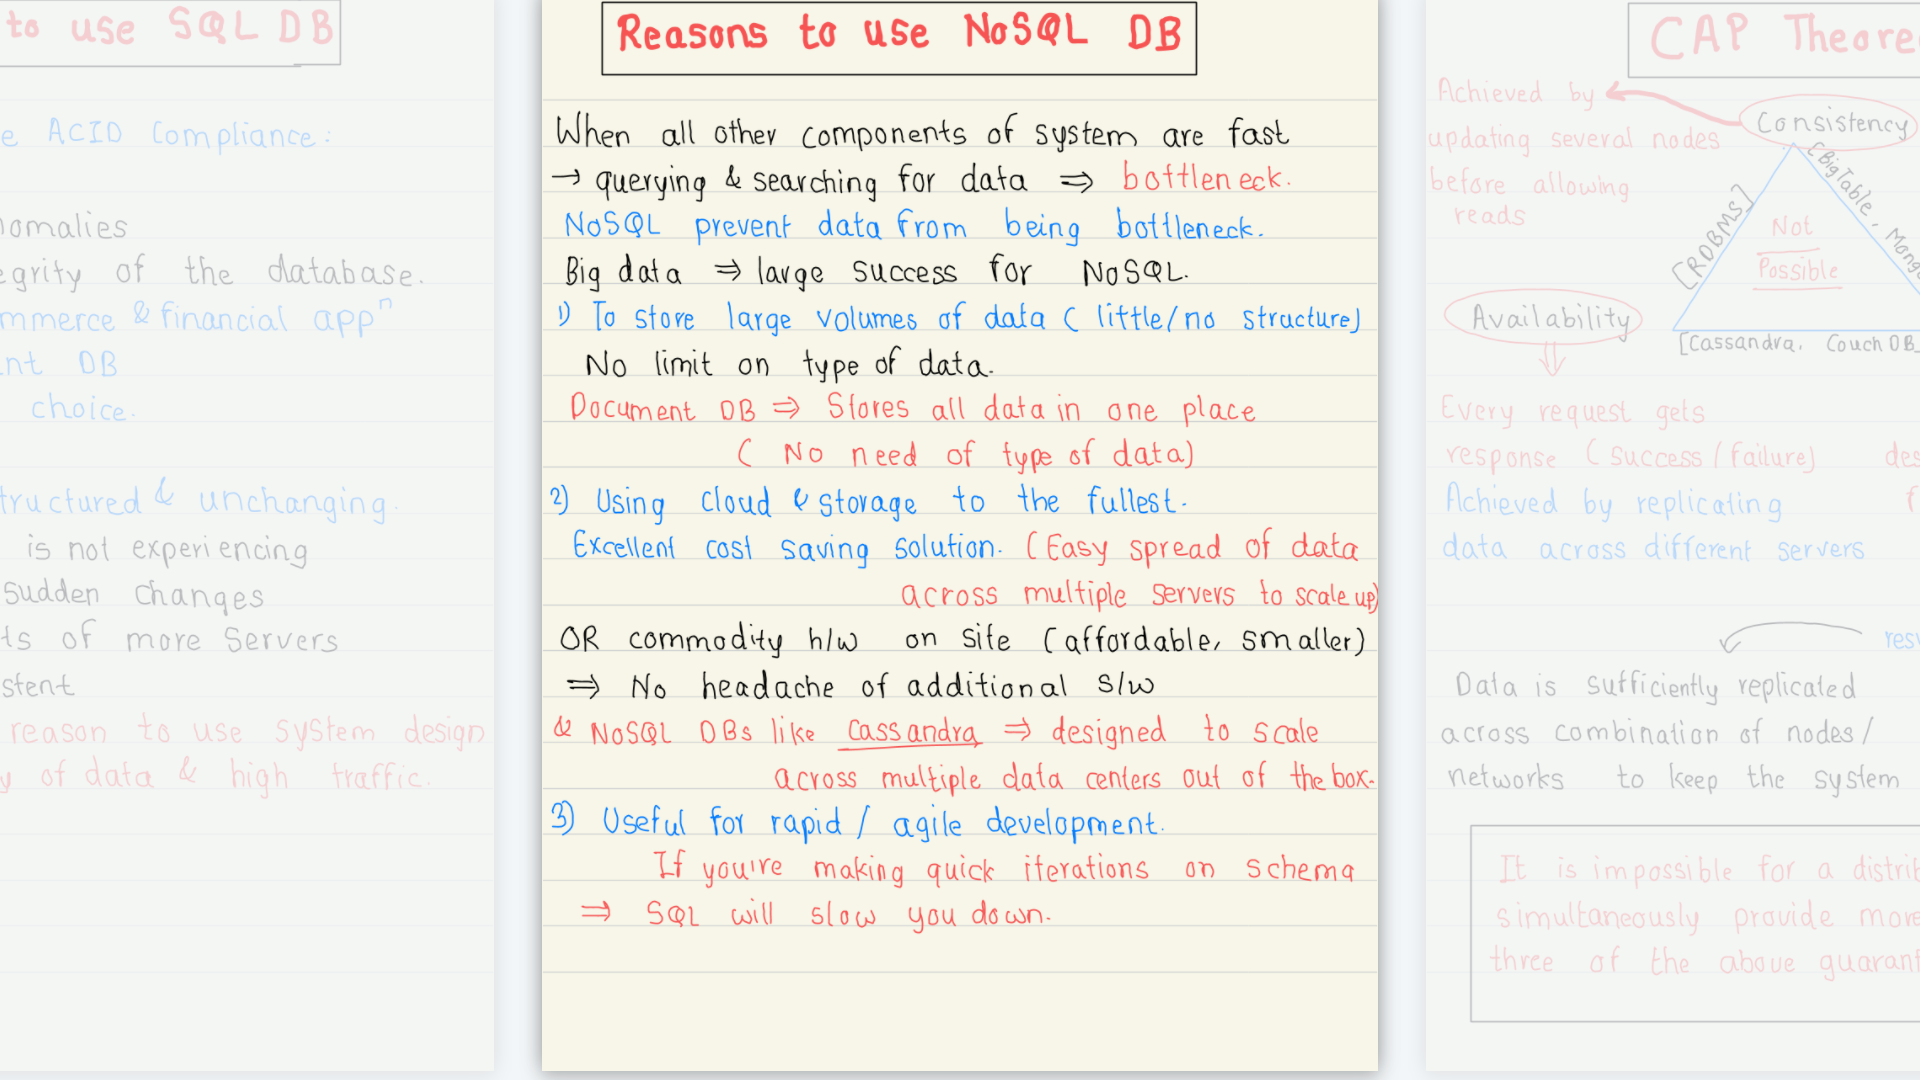 to use SQL DB
e ACID Compliance:
omalies
egrity of the database.
mmerce & financial appⁿ
nt DB
choice.
tructured & unchanging.
is not experiencing
sudden changes
ts of more servers
stent
reason to use system design
y of data & high traffic.
Reasons to use NoSQL DB
When all other components of system are fast
→ querying & searching for data ⇒ bottleneck.
NoSQL prevent data from being bottleneck.
Big data ⇒ large success for NoSQL.
1) To store large volumes of data ( little/no structure)
No limit on type of data.
Document DB ⇒ Stores all data in one place
( No need of type of data)
2) Using cloud & storage to the fullest.
Excellent cost saving solution. (Easy spread of data
across multiple servers to scale up)
OR commodity h/w on site (affordable, smaller)
⇒ No headache of additional s/w
& NoSQL DBs like Cassandra ⇒ designed to scale
across multiple data centers out of the box.
3) Useful for rapid / agile development.
If you're making quick iterations on schema
⇒ SQL will slow you down.
CAP Theore
Achieved by
updating several nodes
before allowing
reads
Consistency
[RDBMS]
[BigTable, Mongo
Not
Possible
Availability
[Cassandra, CouchDB
Every request gets
response (success/failure)
des
Achieved by replicating
f
data across different servers
resu
Data is sufficiently replicated
across combination of nodes/
networks to keep the system
It is impossible for a distrib
simultaneously provide more
three of the above guarant